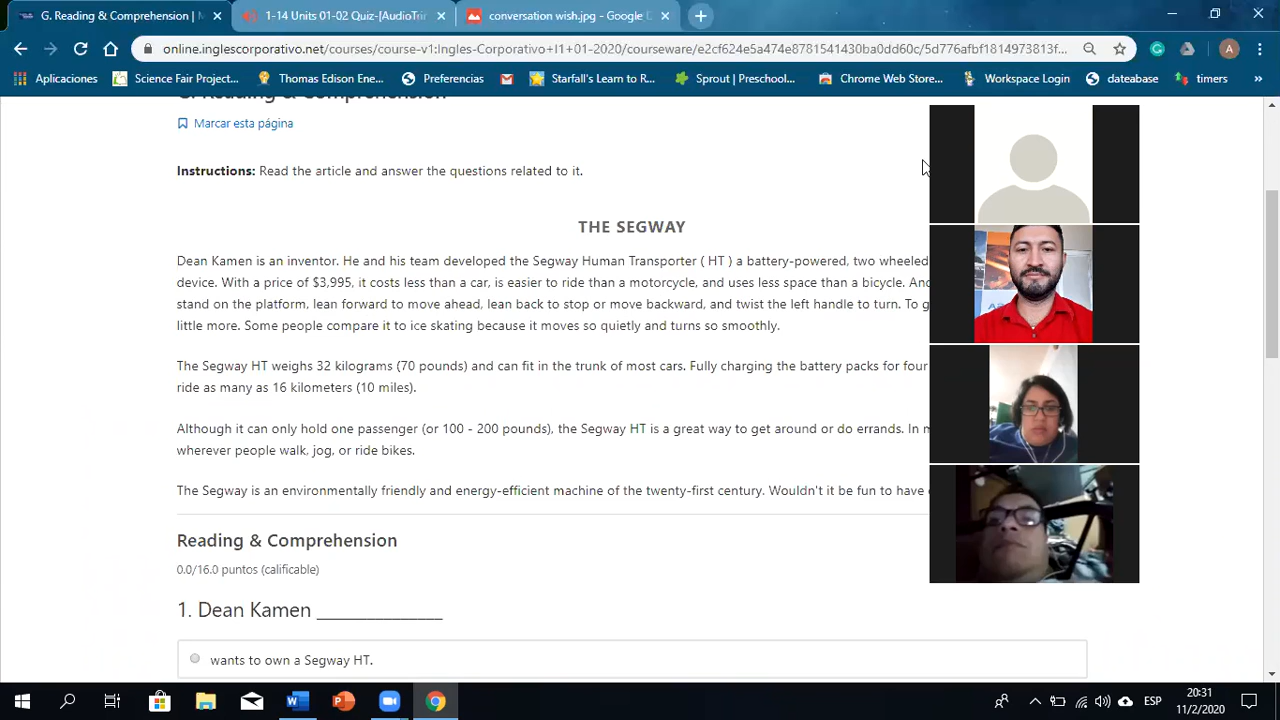 G. Reading & Comprehension | M
1-14 Units 01-02 Quiz-[AudioTrin
conversation wish.jpg - Google D
online.inglescorporativo.net/courses/course-v1:Ingles-Corporativo+I1+01-2020/courseware/e2cf624e5a474e8781541430ba0dd60c/5d776afbf1814973813f...
A
Aplicaciones
Science Fair Project...
Thomas Edison Ene...
Preferencias
Starfall's Learn to R...
Sprout | Preschool...
Chrome Web Store...
Workspace Login
dateabase
timers
»
G. Reading & Comprehension
Marcar esta página
Instructions: Read the article and answer the questions related to it.
THE SEGWAY
Dean Kamen is an inventor. He and his team developed the Segway Human Transporter ( HT ) a battery-powered, two wheeled
device. With a price of $3,995, it costs less than a car, is easier to ride than a motorcycle, and uses less space than a bicycle. And
stand on the platform, lean forward to move ahead, lean back to stop or move backward, and twist the left handle to turn. To g
little more. Some people compare it to ice skating because it moves so quietly and turns so smoothly.
The Segway HT weighs 32 kilograms (70 pounds) and can fit in the trunk of most cars. Fully charging the battery packs for four
ride as many as 16 kilometers (10 miles).
Although it can only hold one passenger (or 100 - 200 pounds), the Segway HT is a great way to get around or do errands. In m
wherever people walk, jog, or ride bikes.
The Segway is an environmentally friendly and energy-efficient machine of the twenty-first century. Wouldn't it be fun to have
Reading & Comprehension
0.0/16.0 puntos (calificable)
1. Dean Kamen _______________
wants to own a Segway HT.
ESP
20:31
11/2/2020